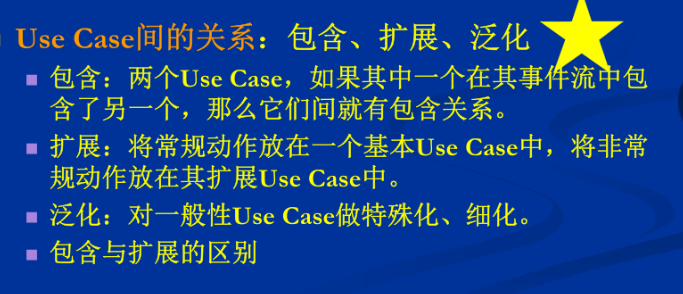 Use Case间的关系：包含、扩展、泛化
包含：两个Use Case，如果其中一个在其事件流中包
含了另一个，那么它们间就有包含关系。
扩展：将常规动作放在一个基本Use Case中，将非常
规动作放在其扩展Use Case中。
泛化：对一般性Use Case做特殊化、细化。
包含与扩展的区别